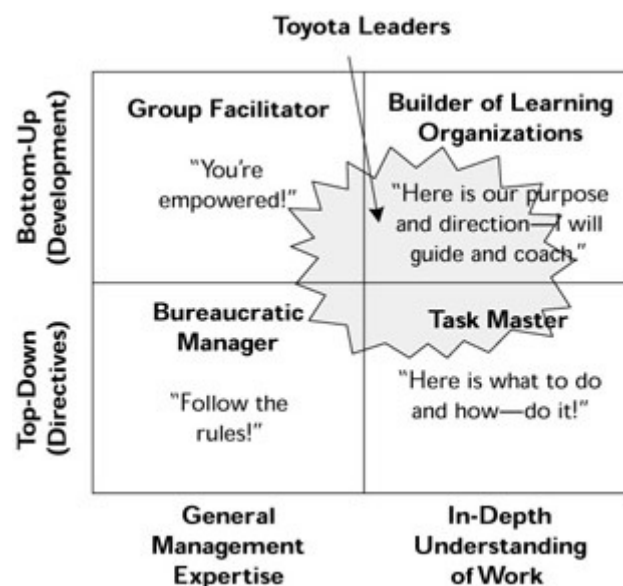 Toyota Leaders
Bottom-Up
(Development)
Group Facilitator
“You’re
empowered!”
Builder of Learning
Organizations
“Here is our purpose
and direction—I will
guide and coach.”
Top-Down
(Directives)
Bureaucratic
Manager
“Follow the
rules!”
Task Master
“Here is what to do
and how—do it!”
General
Management
Expertise
In-Depth
Understanding
of Work